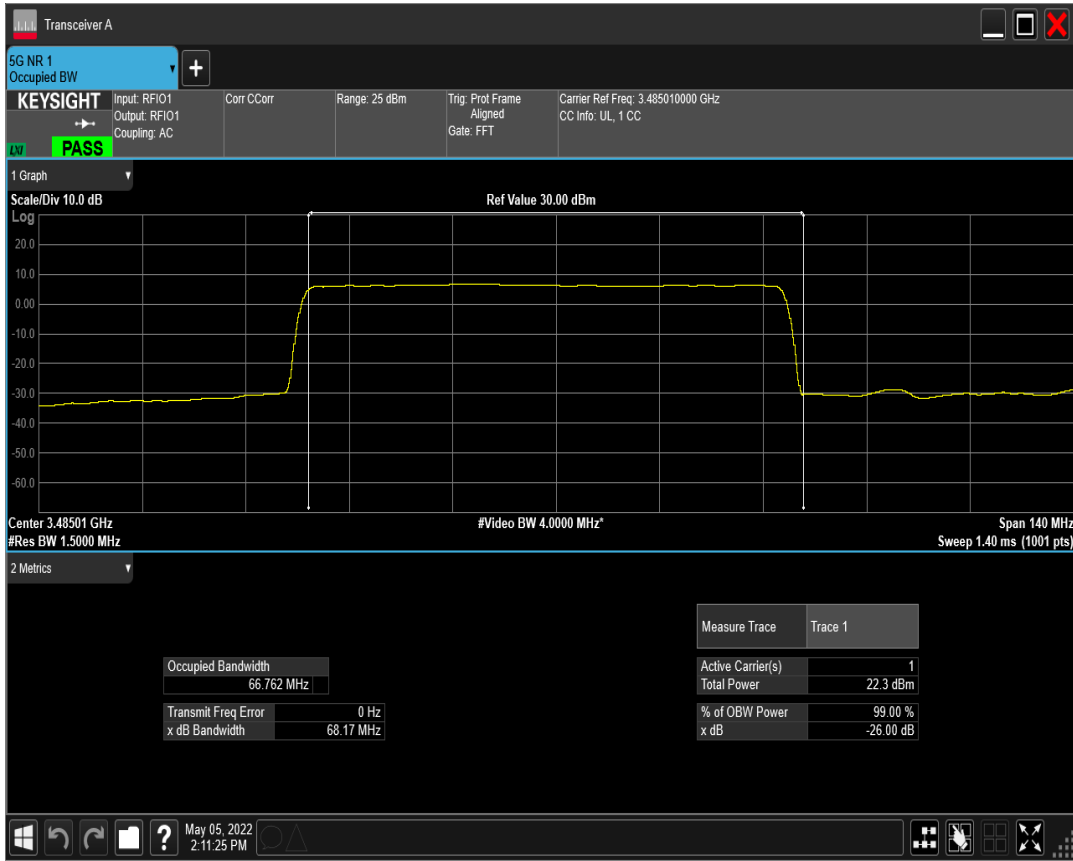 Transceiver A
5G NR 1
Occupied BW
+
KEYSIGHT
LXI
PASS
Input: RFIO1
Output: RFIO1
Coupling: AC
Corr CCorr
Range: 25 dBm
Trig: Prot Frame
Aligned
Gate: FFT
Carrier Ref Freq: 3.485010000 GHz
CC Info: UL, 1 CC
1 Graph
Scale/Div 10.0 dB
Ref Value 30.00 dBm
Log
20.0
10.0
0.00
-10.0
-20.0
-30.0
-40.0
-50.0
-60.0
Center 3.48501 GHz
#Video BW 4.0000 MHz*
Span 140 MHz
#Res BW 1.5000 MHz
Sweep 1.40 ms (1001 pts)
2 Metrics
Measure Trace Trace 1
Occupied Bandwidth
66.762 MHz
Active Carrier(s) 1
Total Power 22.3 dBm
Transmit Freq Error 0 Hz
x dB Bandwidth 68.17 MHz
% of OBW Power 99.00 %
x dB -26.00 dB
?
May 05, 2022
2:11:25 PM